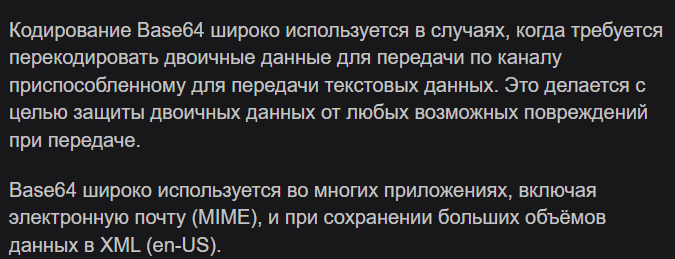 Кодирование Base64 широко используется в случаях, когда требуется
перекодировать двоичные данные для передачи по каналу
приспособленному для передачи текстовых данных. Это делается с
целью защиты двоичных данных от любых возможных повреждений
при передаче.
Base64 широко используется во многих приложениях, включая
электронную почту (MIME), и при сохранении больших объёмов
данных в XML (en-US).